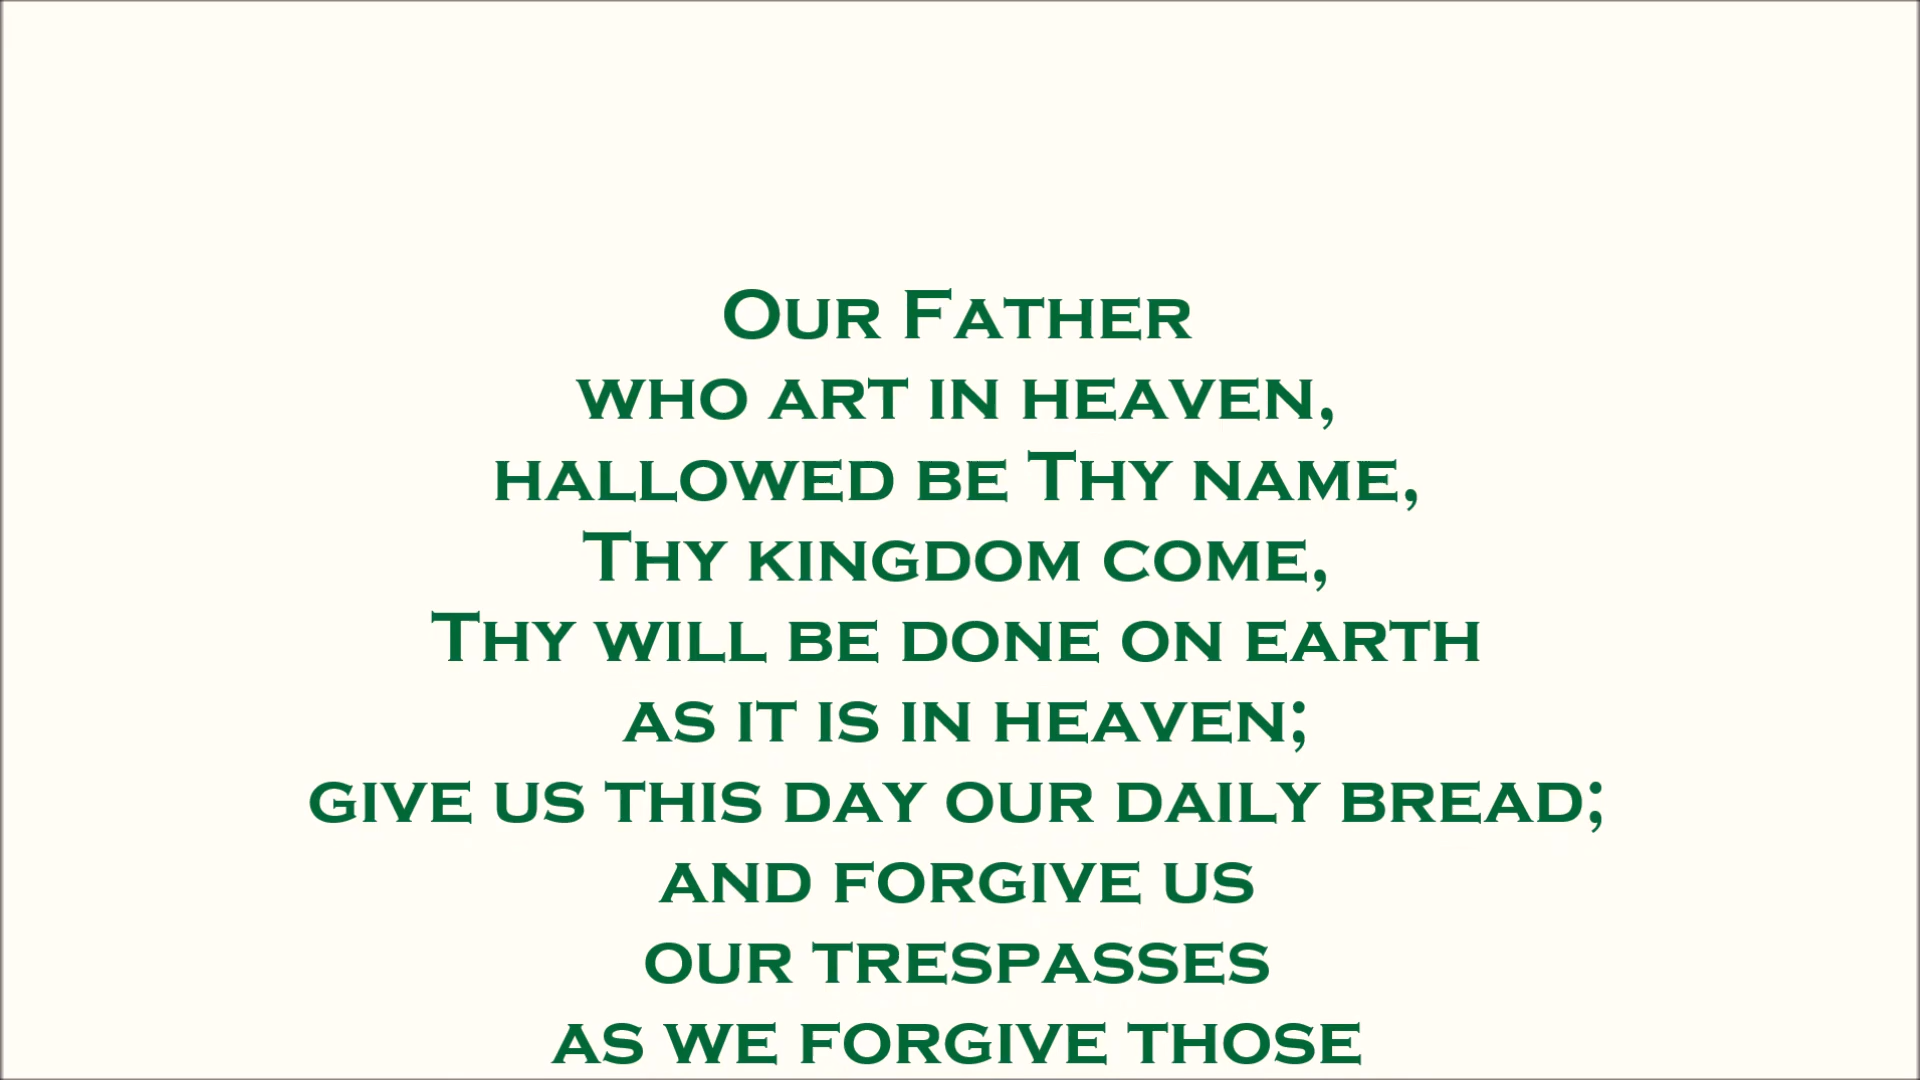 Our Father
who art in heaven,
hallowed be Thy name,
Thy kingdom come,
Thy will be done on earth
as it is in heaven;
give us this day our daily bread;
and forgive us
our trespasses
as we forgive those